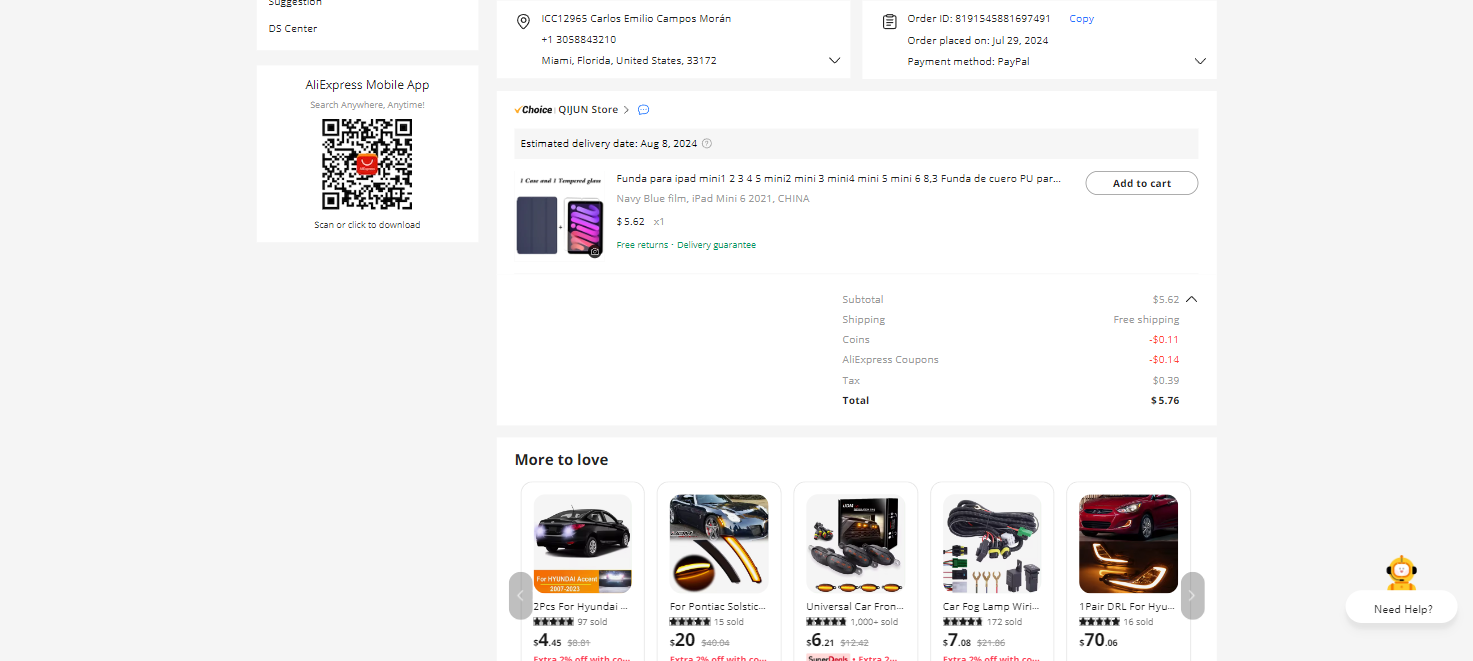 Suggestion
DS Center
AliExpress Mobile App
Search Anywhere, Anytime!
Scan or click to download
ICC12965 Carlos Emilio Campos Morán
+1 3058843210
Miami, Florida, United States, 33172
Order ID: 8191545881697491 Copy
Order placed on: Jul 29, 2024
Payment method: PayPal
Choice QIJUN Store
Estimated delivery date: Aug 8, 2024
1 Case and 1 Tempered glass
Funda para ipad mini1 2 3 4 5 mini2 mini 3 mini4 mini 5 mini 6 8,3 Funda de cuero PU par...
Add to cart
Navy Blue film, iPad Mini 6 2021, CHINA
$5.62 x1
Free returns · Delivery guarantee
Subtotal $5.62
Shipping Free shipping
Coins -$0.11
AliExpress Coupons -$0.14
Tax $0.39
Total $5.76
More to love
For HYUNDAI Accent
2007-2023
2Pcs For Hyundai ...
97 sold
$4.45 $8.81
Extra 2% off with co...
For Pontiac Solstic...
15 sold
$20 $40.04
Extra 2% off with co...
Universal Car Fron...
1,000+ sold
$6.21 $12.42
SuperDeals • Extra 2...
Car Fog Lamp Wiri...
172 sold
$7.08 $21.86
Extra 2% off with co...
1Pair DRL For Hyu...
16 sold
$70.06
Need Help?